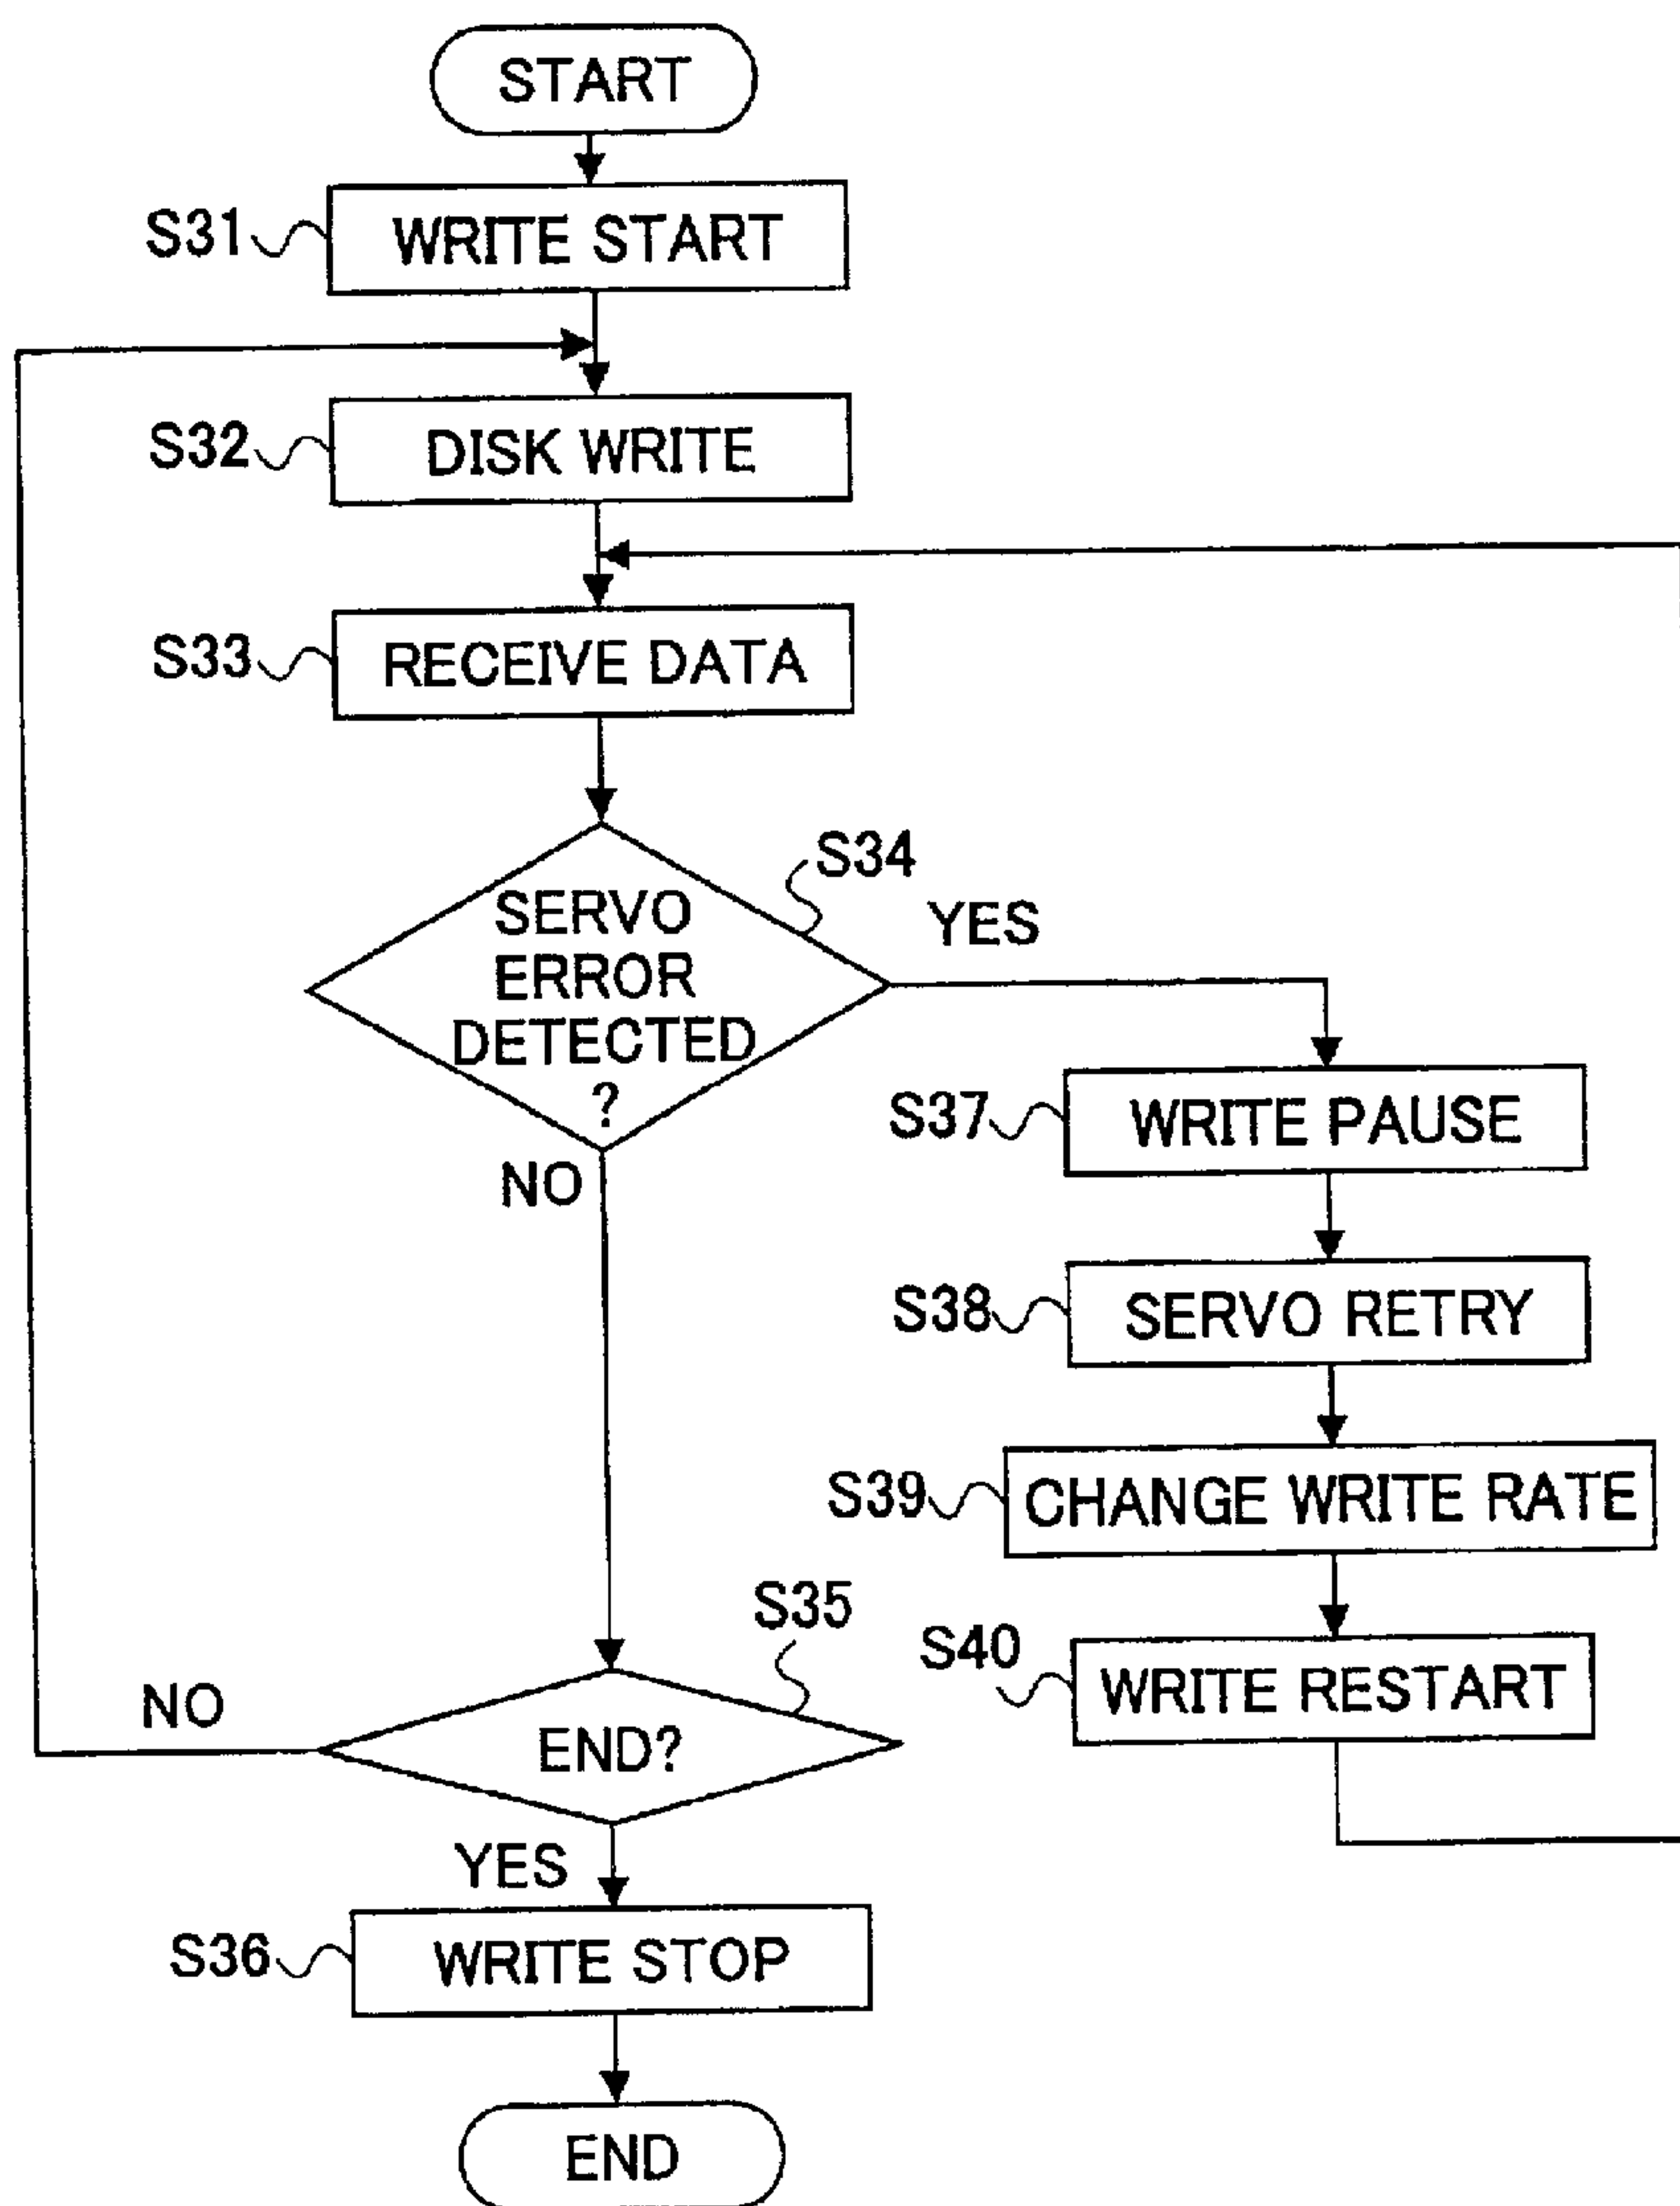 START
S31
WRITE START
S32
DISK WRITE
S33
RECEIVE DATA
S34
SERVO
ERROR
DETECTED
?
YES
NO
S37
WRITE PAUSE
S38
SERVO RETRY
S39
CHANGE WRITE RATE
S40
WRITE RESTART
S35
END?
NO
YES
S36
WRITE STOP
END